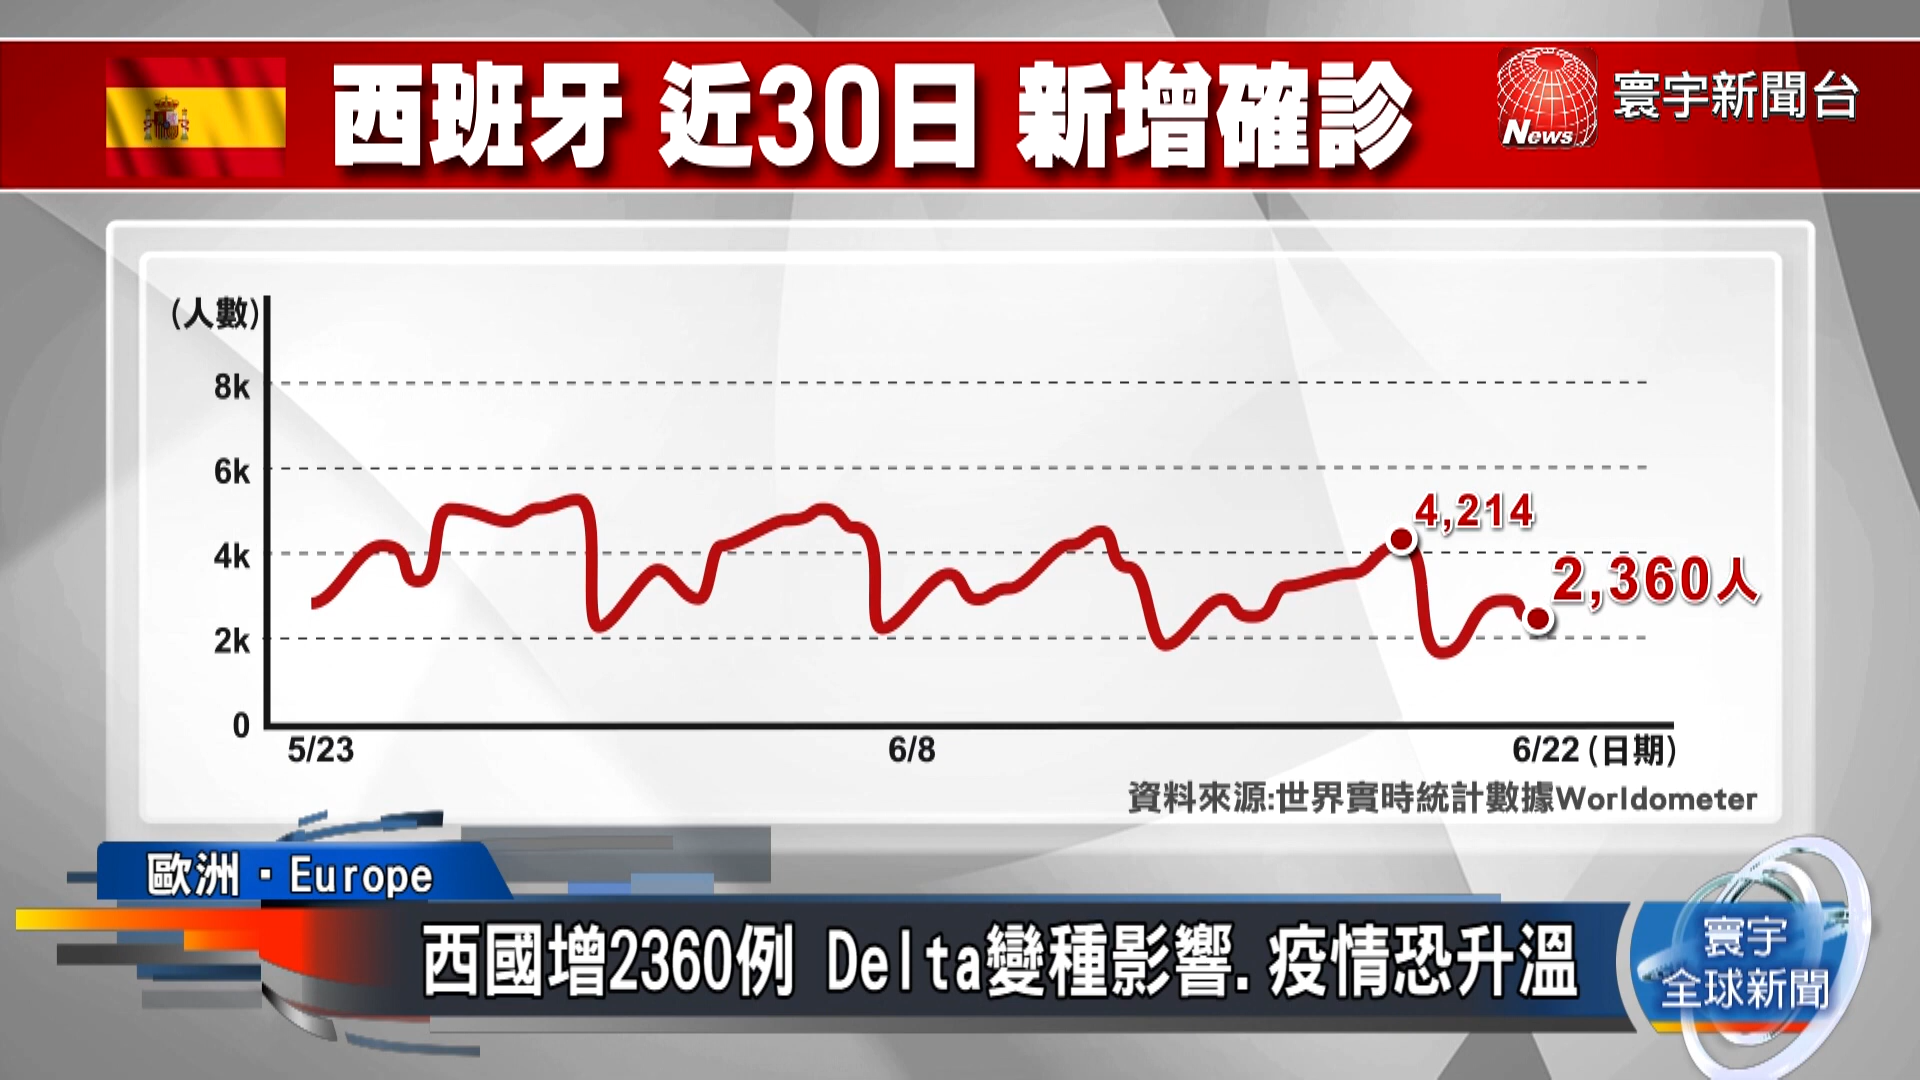 西班牙 近30日 新增確診
News
寰宇新聞台
(人數)
8k
6k
4k
2k
0
4,214
2,360人
5/23
6/8
6/22 (日期)
資料來源:世界實時統計數據Worldometer
歐洲·Europe
西國增2360例 Delta變種影響.疫情恐升溫
寰宇
全球新聞